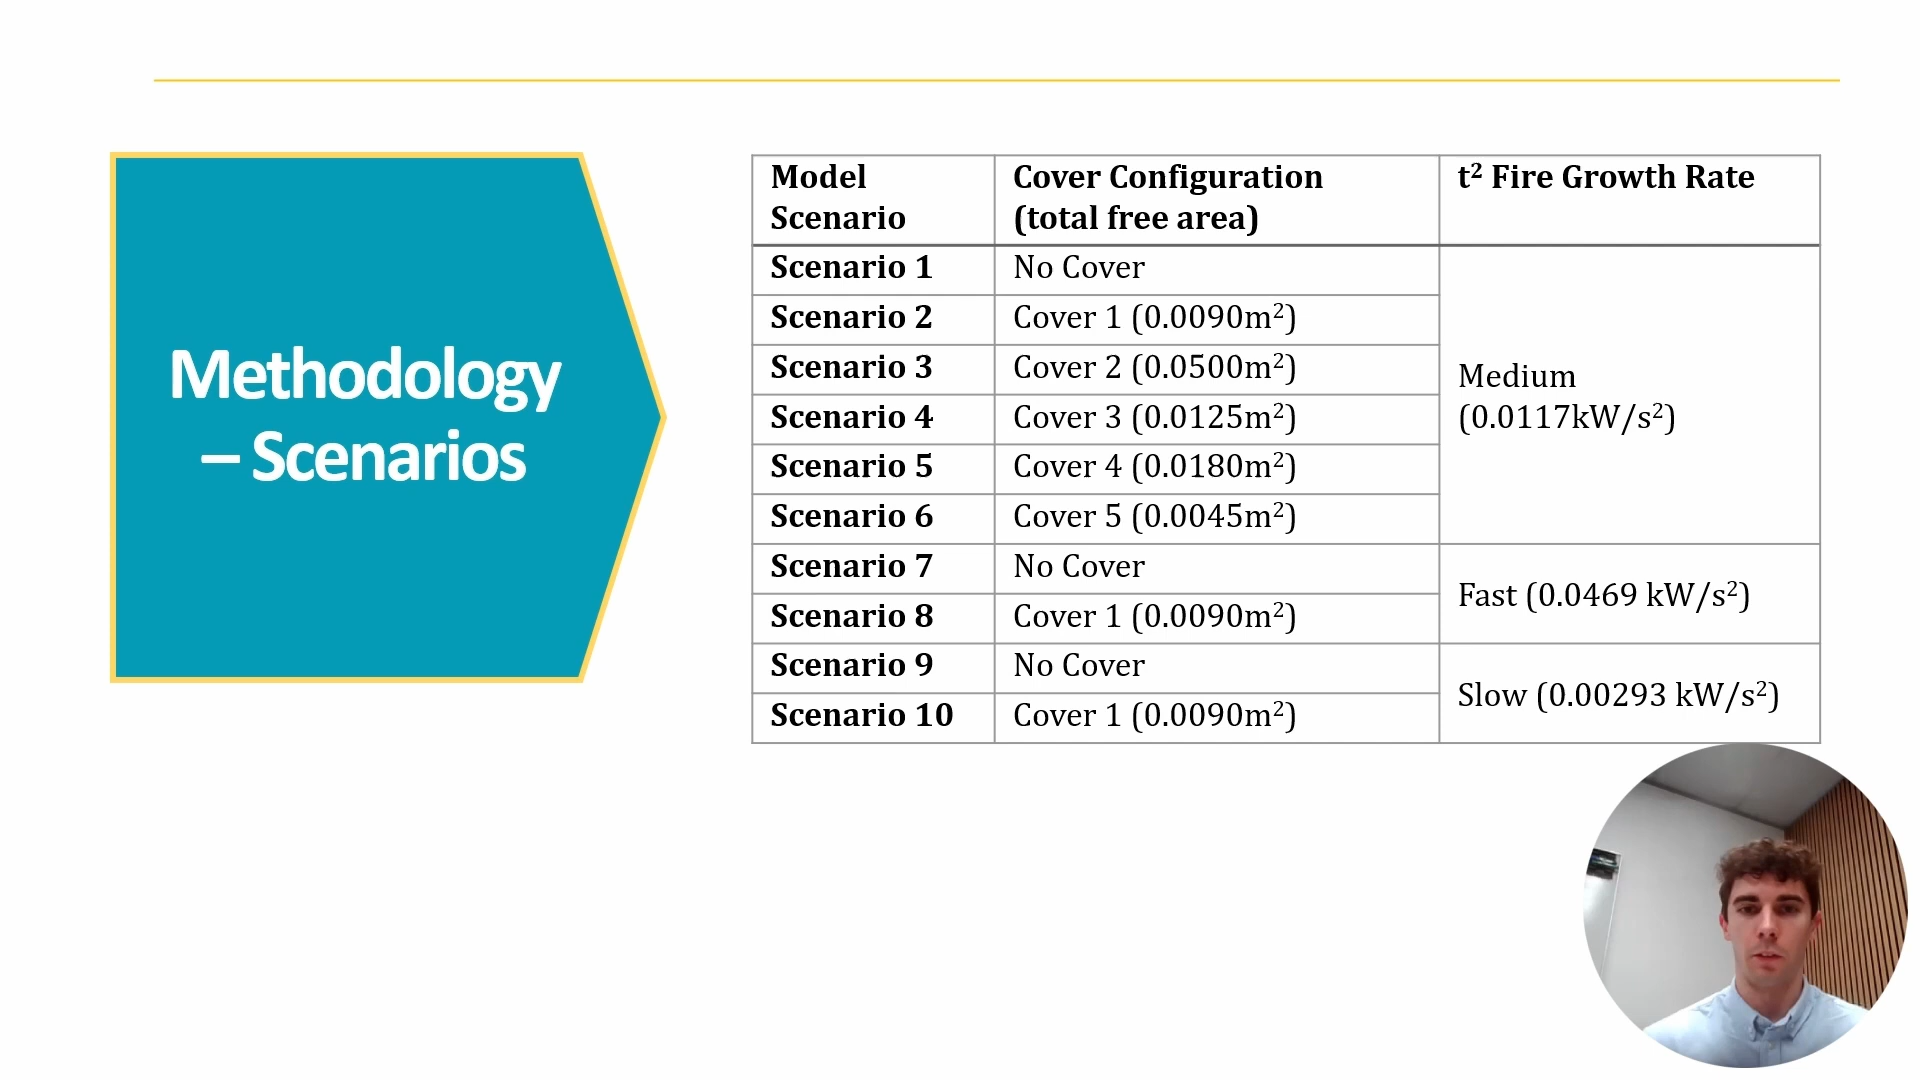 Methodology
– Scenarios
Model Scenario
Cover Configuration (total free area)
t² Fire Growth Rate
Scenario 1
No Cover
Medium (0.0117kW/s²)
Scenario 2
Cover 1 (0.0090m²)
Scenario 3
Cover 2 (0.0500m²)
Scenario 4
Cover 3 (0.0125m²)
Scenario 5
Cover 4 (0.0180m²)
Scenario 6
Cover 5 (0.0045m²)
Scenario 7
No Cover
Fast (0.0469 kW/s²)
Scenario 8
Cover 1 (0.0090m²)
Scenario 9
No Cover
Slow (0.00293 kW/s²)
Scenario 10
Cover 1 (0.0090m²)